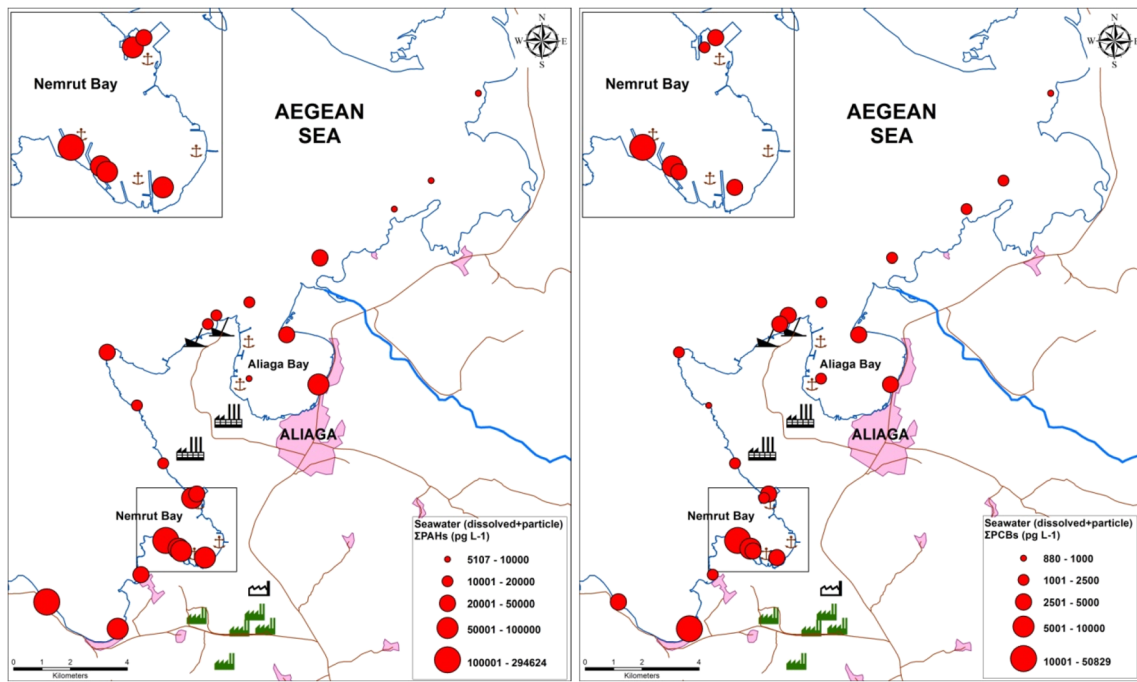 Nemrut Bay
AEGEAN
SEA
N
W
E
S
Aliaga Bay
ALIAGA
Nemrut Bay
Seawater (dissolved+particle)
ΣPAHs (pg L-1)
5107 - 10000
10001 - 20000
20001 - 50000
50001 - 100000
100001 - 294624
0 1 2 4
Kilometers
Nemrut Bay
AEGEAN
SEA
N
W
E
S
Aliaga Bay
ALIAGA
Nemrut Bay
Seawater (dissolved+particle)
ΣPCBs (pg L-1)
880 - 1000
1001 - 2500
2501 - 5000
5001 - 10000
10001 - 50829
0 1 2 4
Kilometers